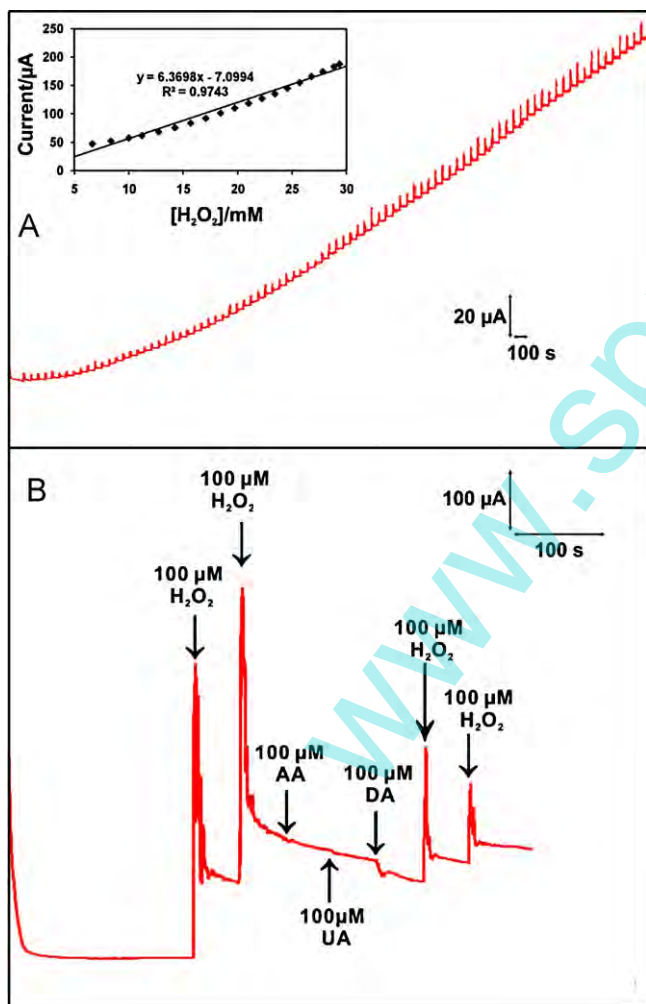 250
200
150
100
50
0
Current/µA
y = 6.3698x - 7.0994
R² = 0.9743
5 10 15 20 25 30
[H₂O₂]/mM
A
20 µA
100 s
B
100 µM
H₂O₂
100 µM
H₂O₂
100 µA
100 s
100 µM
H₂O₂
100 µM
H₂O₂
100 µM
AA
100 µM
DA
100µM
UA
www.sp